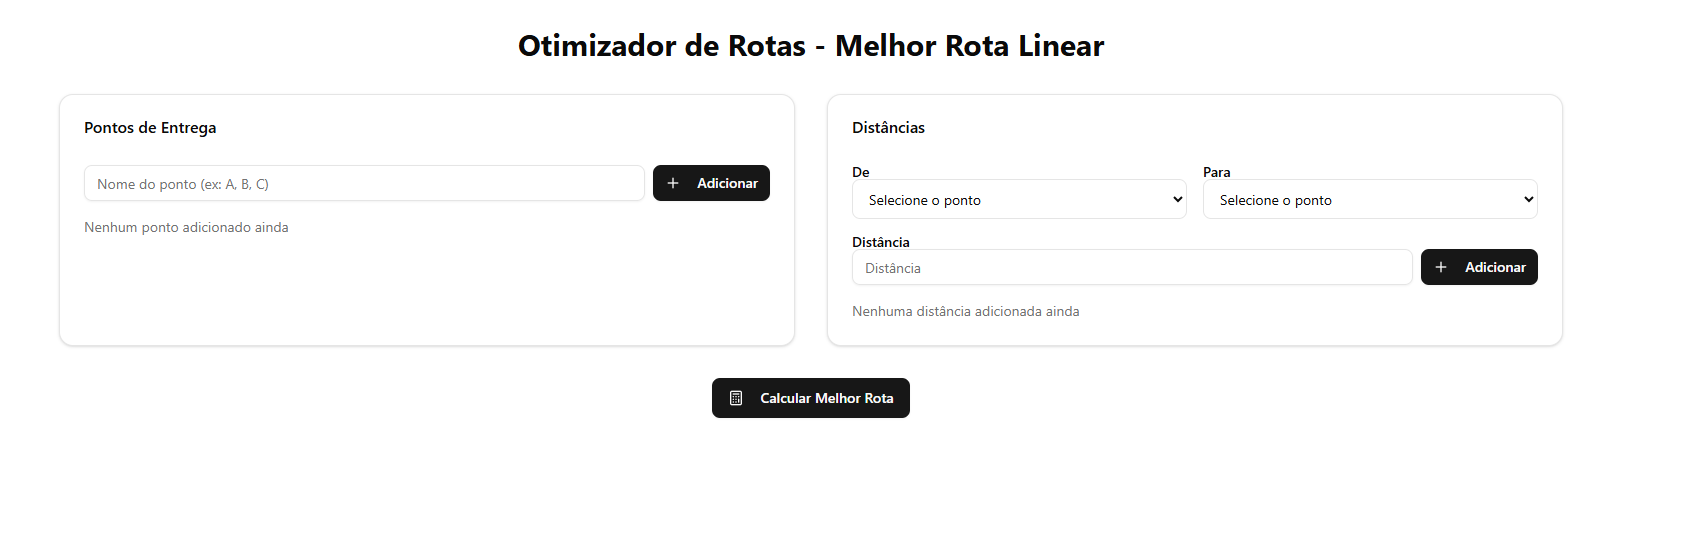 Otimizador de Rotas - Melhor Rota Linear
Pontos de Entrega
Nome do ponto (ex: A, B, C)
Adicionar
Nenhum ponto adicionado ainda
Distâncias
De
Para
Selecione o ponto
Selecione o ponto
Distância
Distância
Adicionar
Nenhuma distância adicionada ainda
Calcular Melhor Rota